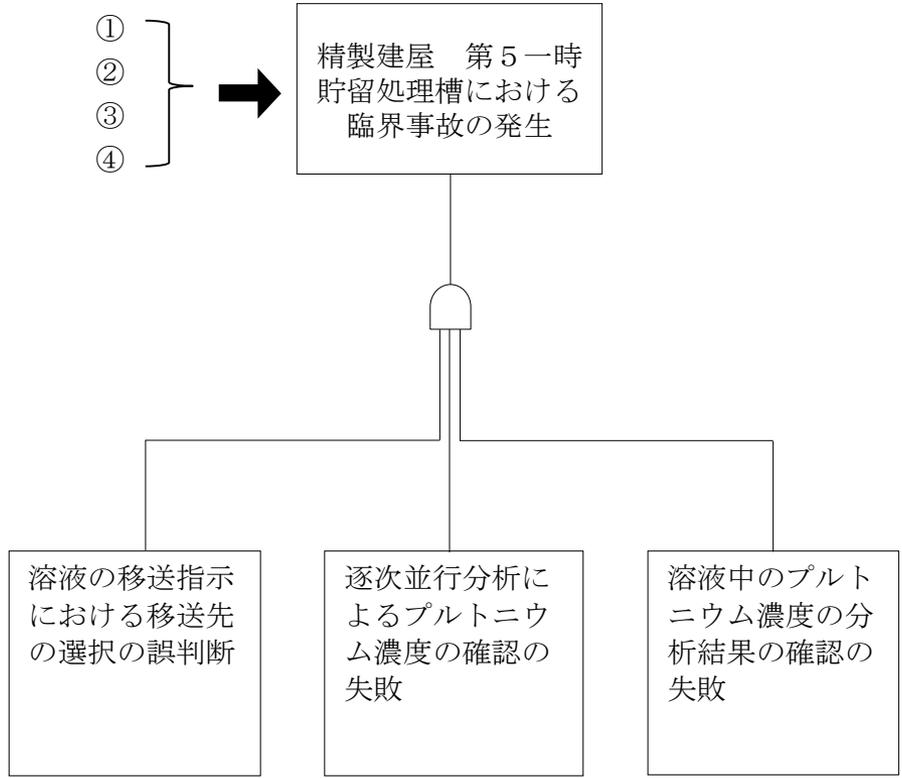 ①
②
③
④
精製建屋　第５一時
貯留処理槽における
臨界事故の発生
溶液の移送指示
における移送先
の選択の誤判断
逐次並行分析に
よるプルトニウ
ム濃度の確認の
失敗
溶液中のプルト
ニウム濃度の分
析結果の確認の
失敗